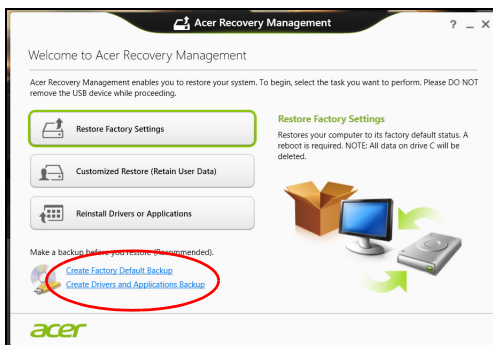 Acer Recovery Management
Welcome to Acer Recovery Management
Acer Recovery Management enables you to restore your system. To begin, select the task you want to perform. Please DO NOT
remove the USB device while proceeding.
Restore Factory Settings
Customized Restore (Retain User Data)
Reinstall Drivers or Applications
Restore Factory Settings
Restores your computer to its factory default status. A
reboot is required. NOTE: All data on drive C will be
deleted.
Make a backup before you restore (Recommended).
Create Factory Default Backup
Create Drivers and Applications Backup
acer